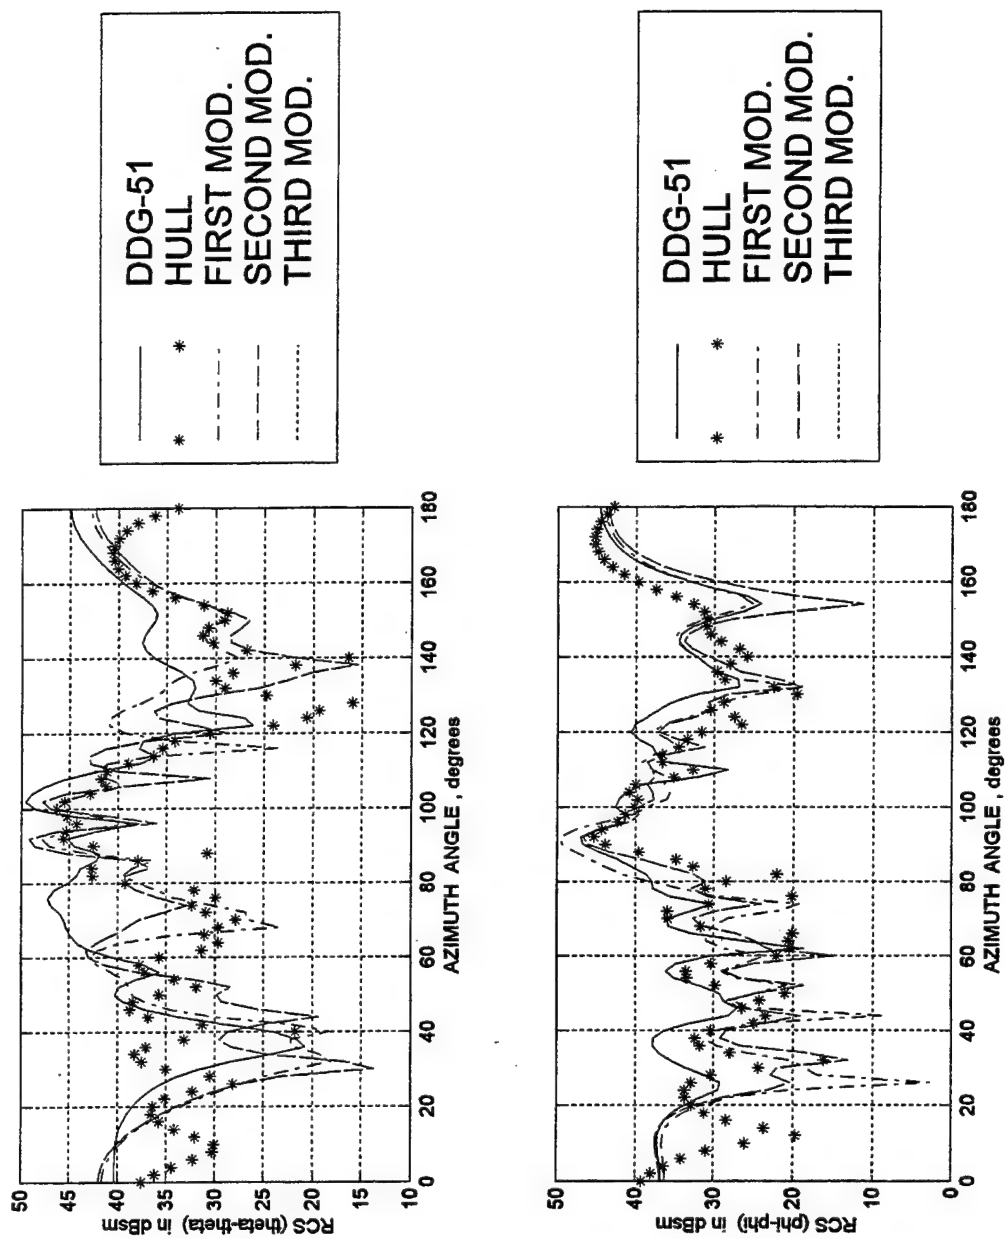 50
45
40
35
30
25
20
15
10
RCS (theta-theta) in dBsm
0
20
40
60
80
100
120
140
160
180
AZIMUTH ANGLE , degrees
DDG-51
HULL
FIRST MOD.
SECOND MOD.
THIRD MOD.
50
40
30
20
10
0
RCS (phi-phi) in dBsm
0
20
40
60
80
100
120
140
160
180
AZIMUTH ANGLE , degrees
DDG-51
HULL
FIRST MOD.
SECOND MOD.
THIRD MOD.